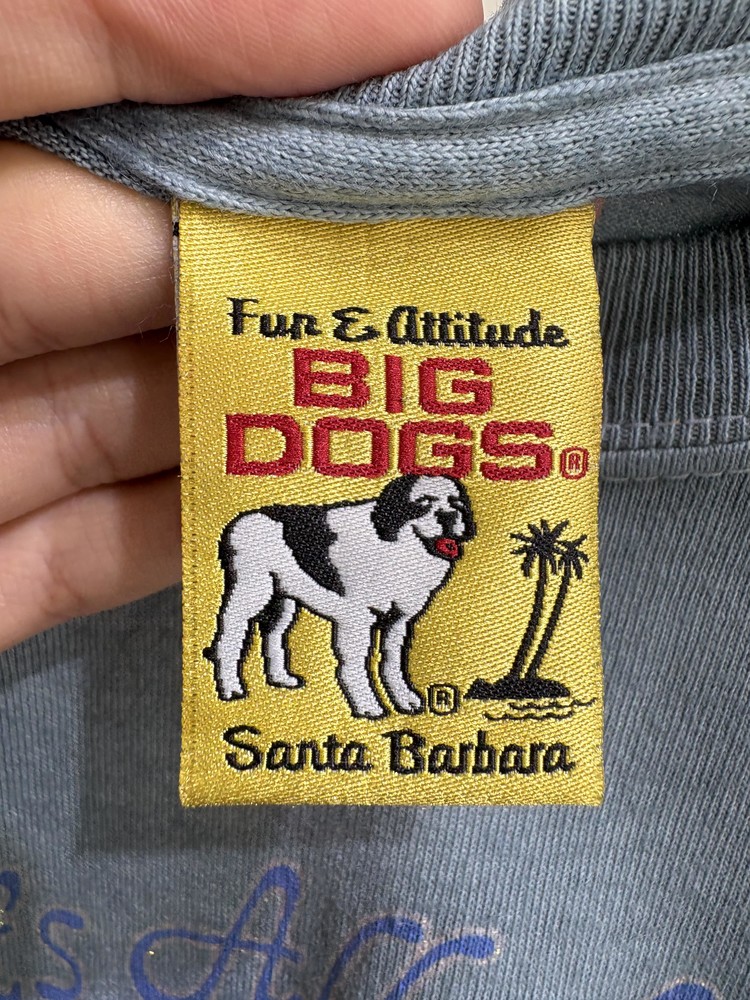 Fun & Attitude
BIG
DOGS®
®
Santa Barbara